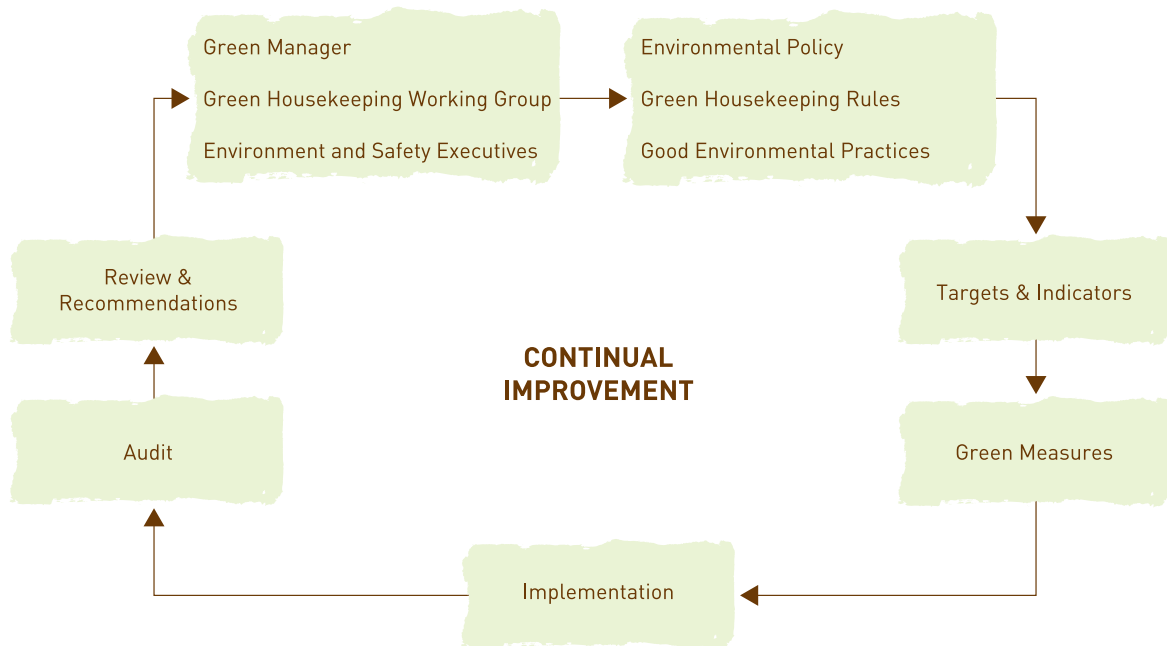 Green Manager
Green Housekeeping Working Group
Environment and Safety Executives
Environmental Policy
Green Housekeeping Rules
Good Environmental Practices
Targets & Indicators
Green Measures
Implementation
Audit
Review &
Recommendations
CONTINUAL
IMPROVEMENT